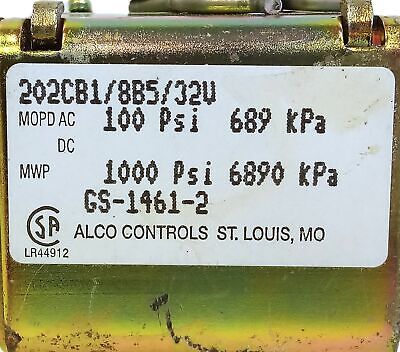 202CB1/8B5/32V
MOPD AC 100 Psi 689 KPa
DC
MWP 1000 Psi 6890 KPa
GS-1461-2
SA ALCO CONTROLS ST. LOUIS, MO
LR44912